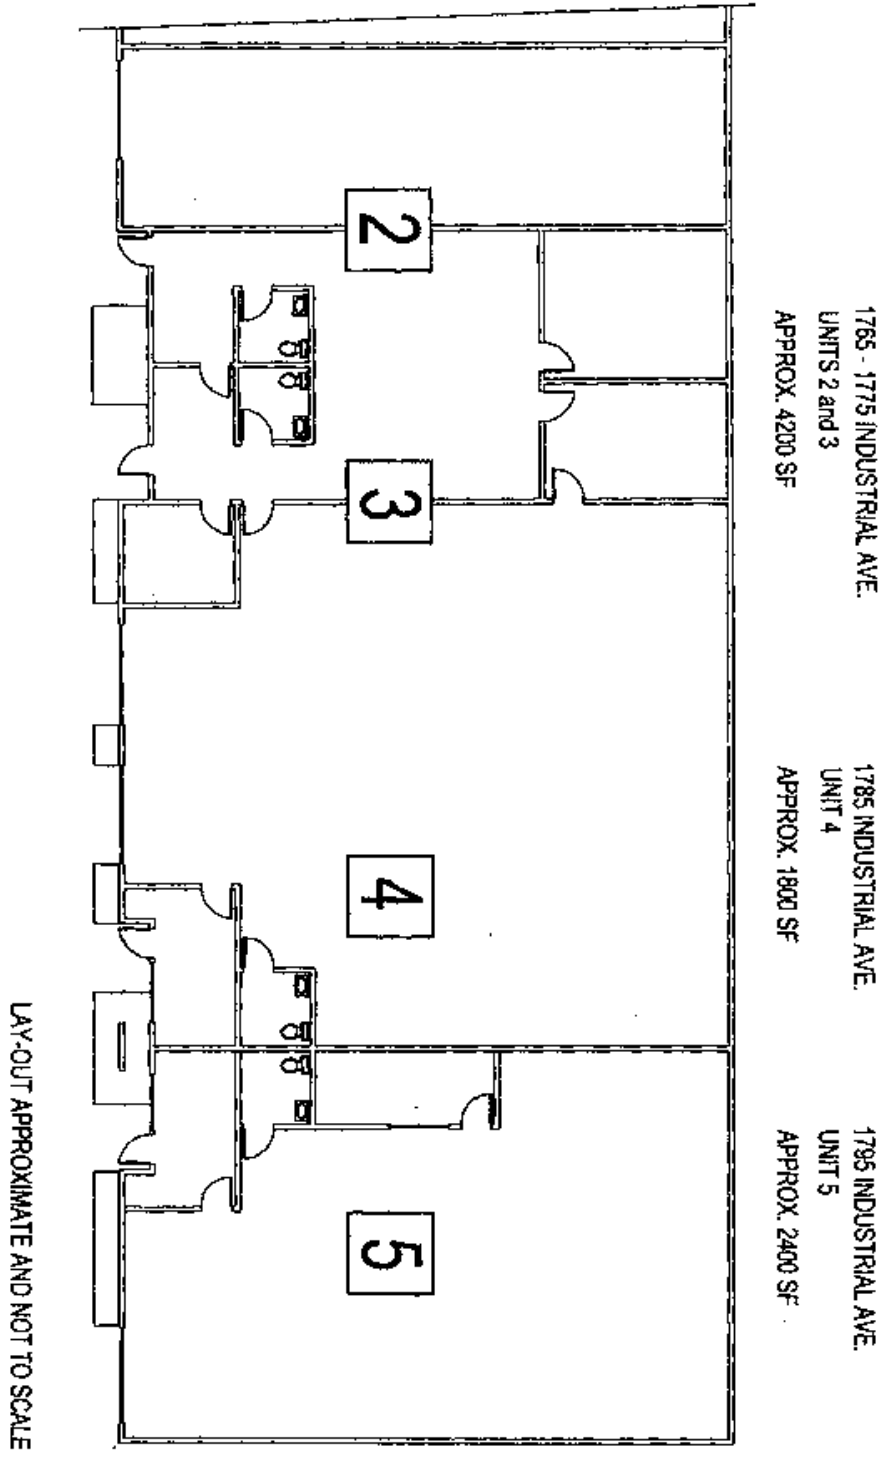 1765 - 1775 INDUSTRIAL AVE.
UNITS 2 and 3
APPROX. 4200 SF
1785 INDUSTRIAL AVE.
UNIT 4
APPROX. 1800 SF
1795 INDUSTRIAL AVE.
UNIT 5
APPROX. 2400 SF
2
3
4
5
LAY-OUT APPROXIMATE AND NOT TO SCALE